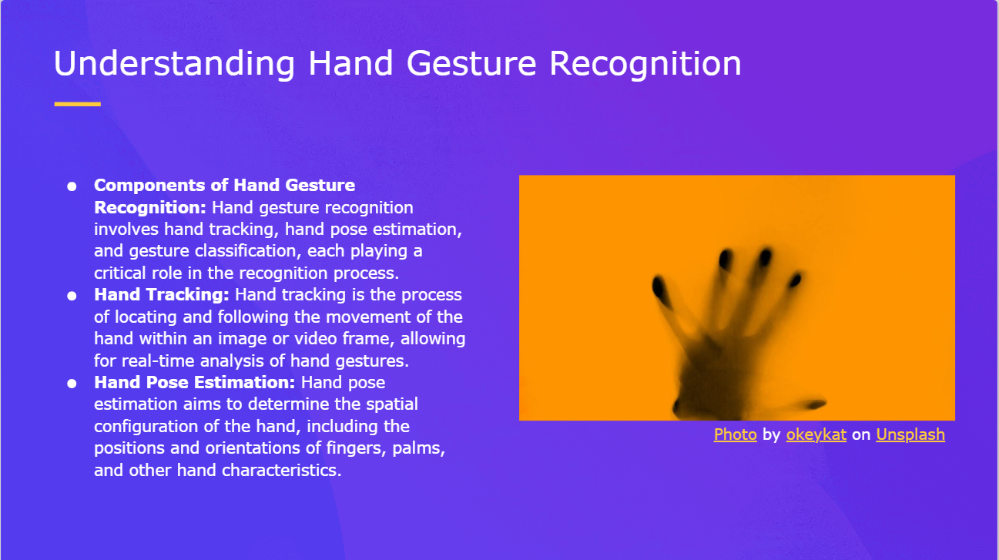 Understanding Hand Gesture Recognition
● Components of Hand Gesture
Recognition: Hand gesture recognition
involves hand tracking, hand pose estimation,
and gesture classification, each playing a
critical role in the recognition process.
● Hand Tracking: Hand tracking is the process
of locating and following the movement of the
hand within an image or video frame, allowing
for real-time analysis of hand gestures.
● Hand Pose Estimation: Hand pose
estimation aims to determine the spatial
configuration of the hand, including the
positions and orientations of fingers, palms,
and other hand characteristics.
Photo by okeykat on Unsplash